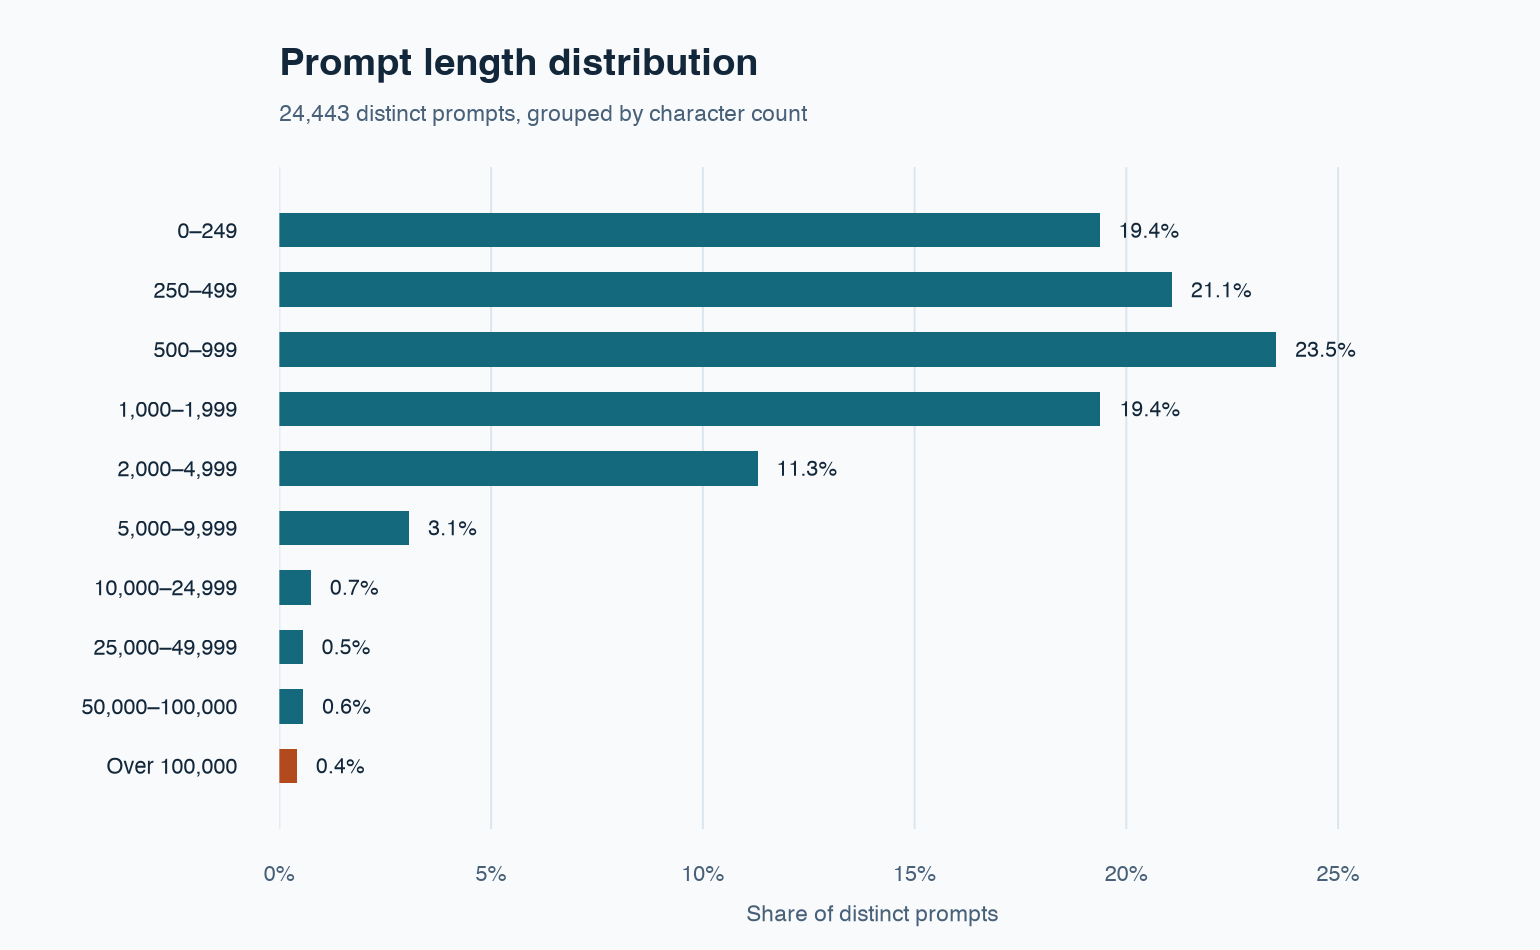 Prompt length distribution
24,443 distinct prompts, grouped by character count
0–249 19.4%
250–499 21.1%
500–999 23.5%
1,000–1,999 19.4%
2,000–4,999 11.3%
5,000–9,999 3.1%
10,000–24,999 0.7%
25,000–49,999 0.5%
50,000–100,000 0.6%
Over 100,000 0.4%
0% 5% 10% 15% 20% 25%
Share of distinct prompts